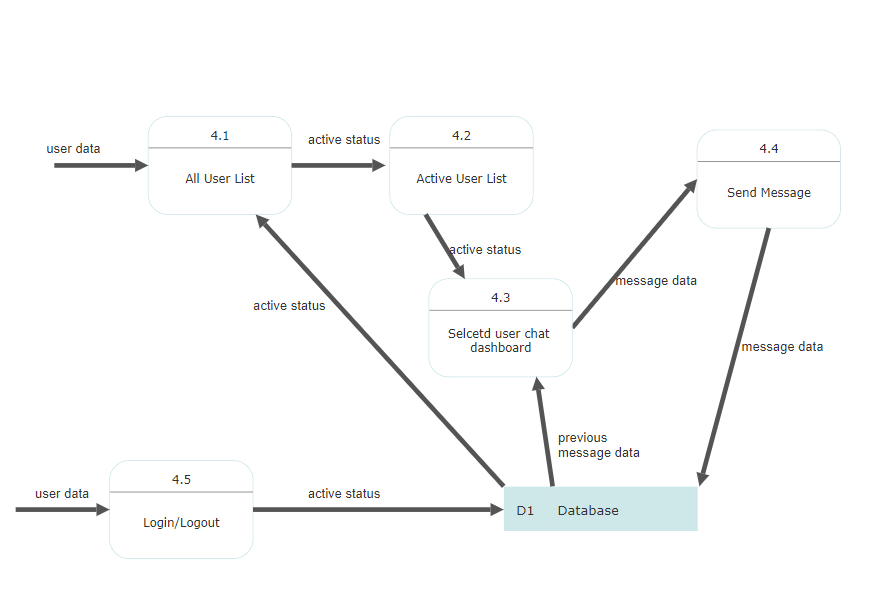 4.1
4.2
active status
user data
4.4
All User List
Active User List
Send Message
active status
message data
4.3
active status
Selcetd user chat
dashboard
message data
previous
message data
4.5
user data
active status
D1 Database
Login/Logout